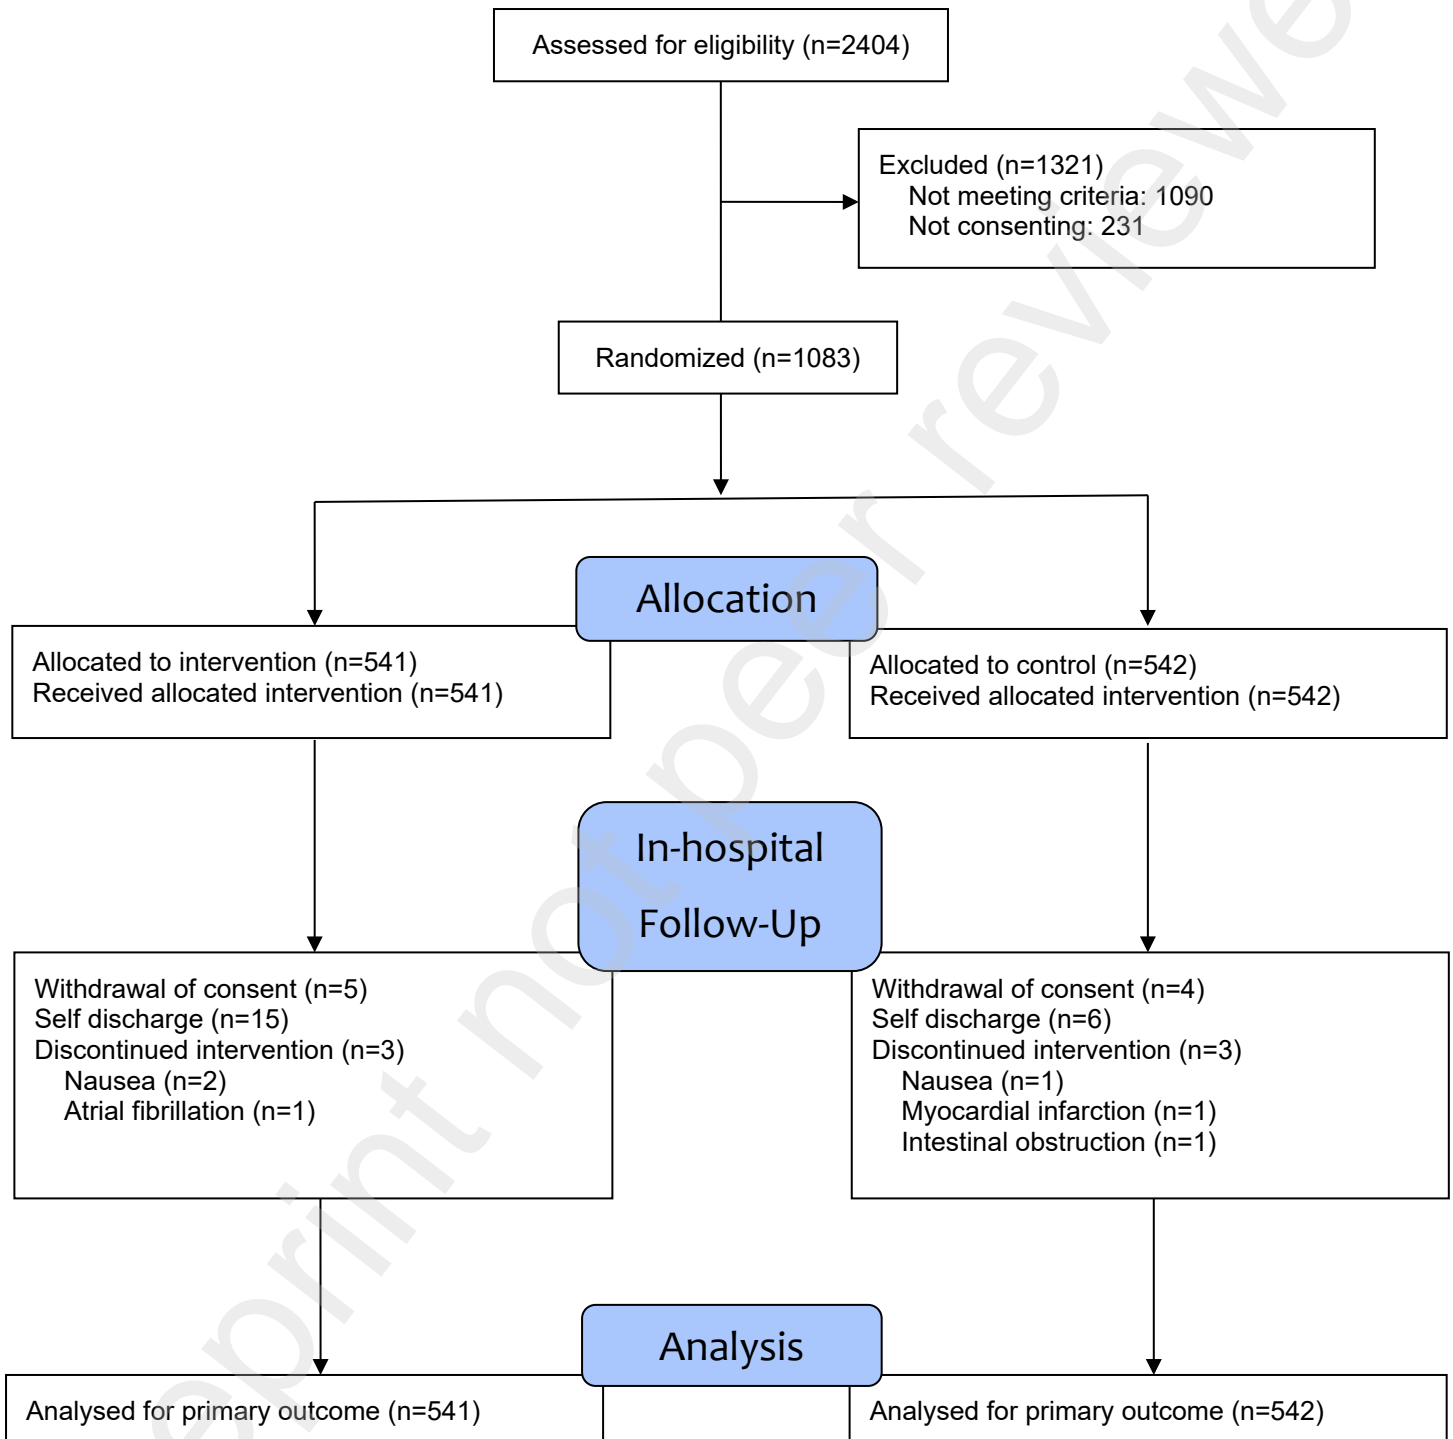 Assessed for eligibility (n=2404)
Excluded (n=1321)
Not meeting criteria: 1090
Not consenting: 231
Randomized (n=1083)
Allocation
Allocated to intervention (n=541)
Received allocated intervention (n=541)
Allocated to control (n=542)
Received allocated intervention (n=542)
In-hospital
Follow-Up
Withdrawal of consent (n=5)
Self discharge (n=15)
Discontinued intervention (n=3)
Nausea (n=2)
Atrial fibrillation (n=1)
Withdrawal of consent (n=4)
Self discharge (n=6)
Discontinued intervention (n=3)
Nausea (n=1)
Myocardial infarction (n=1)
Intestinal obstruction (n=1)
Analysis
Analysed for primary outcome (n=541)
Analysed for primary outcome (n=542)
eprint not peer reviewe